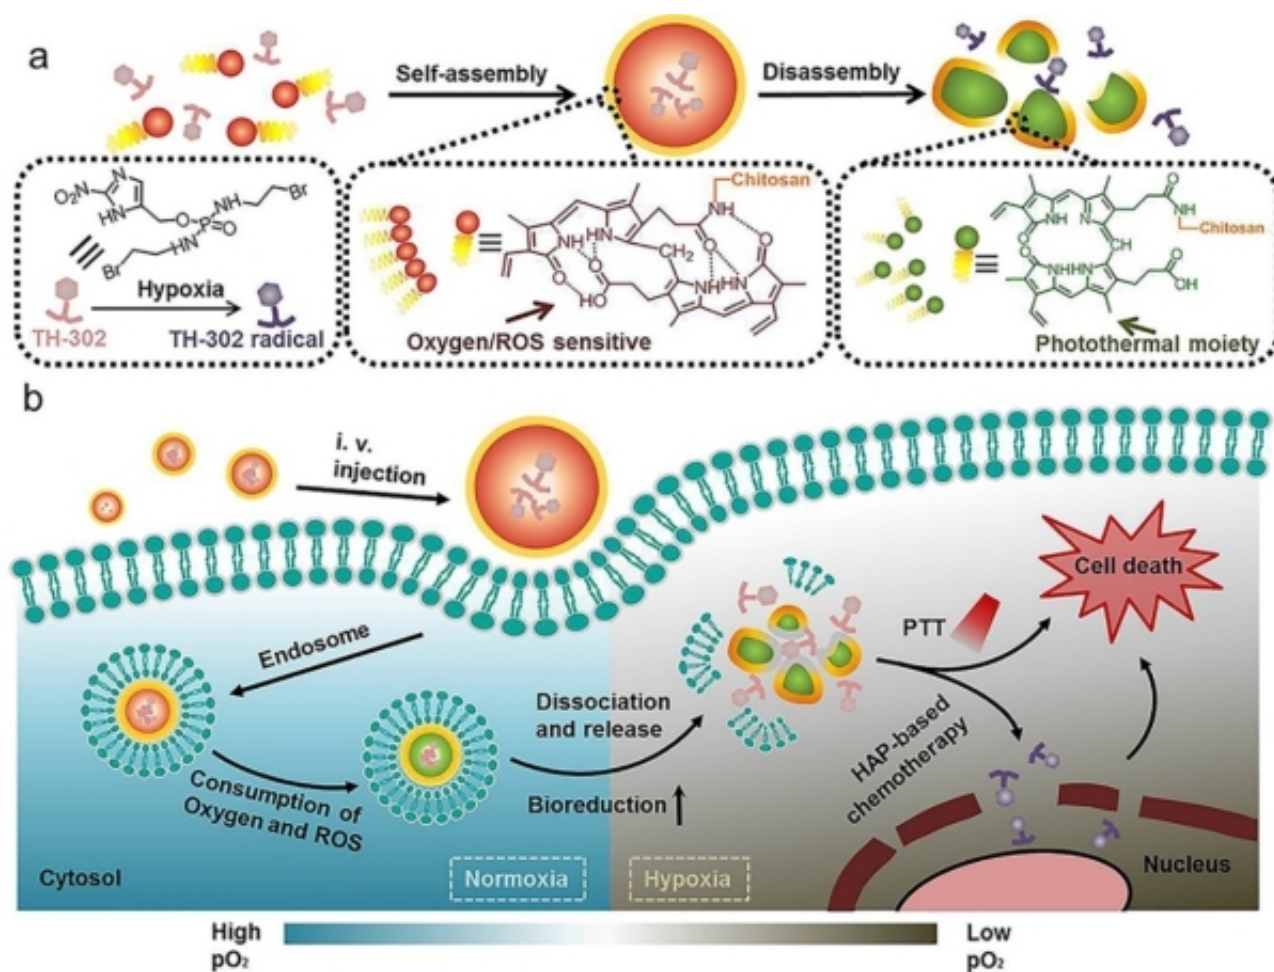 a
Self-assembly
Disassembly
O₂N
N
HN
O
P
O
NH
Br
HN
Br
Hypoxia
TH-302
TH-302 radical
Chitosan
NH
O
O
NH
HN
CH₂
O
O
HO
NH
HN
Oxygen/ROS sensitive
O
NH
Chitosan
NH
N
O
O
CH
NH
HN
O
OH
Photothermal moiety
b
i. v.
injection
Endosome
Consumption of
Oxygen and ROS
Dissociation
and release
Bioreduction
PTT
Cell death
HAP-based
chemotherapy
Nucleus
Cytosol
Normoxia
Hypoxia
High
pO₂
Low
pO₂